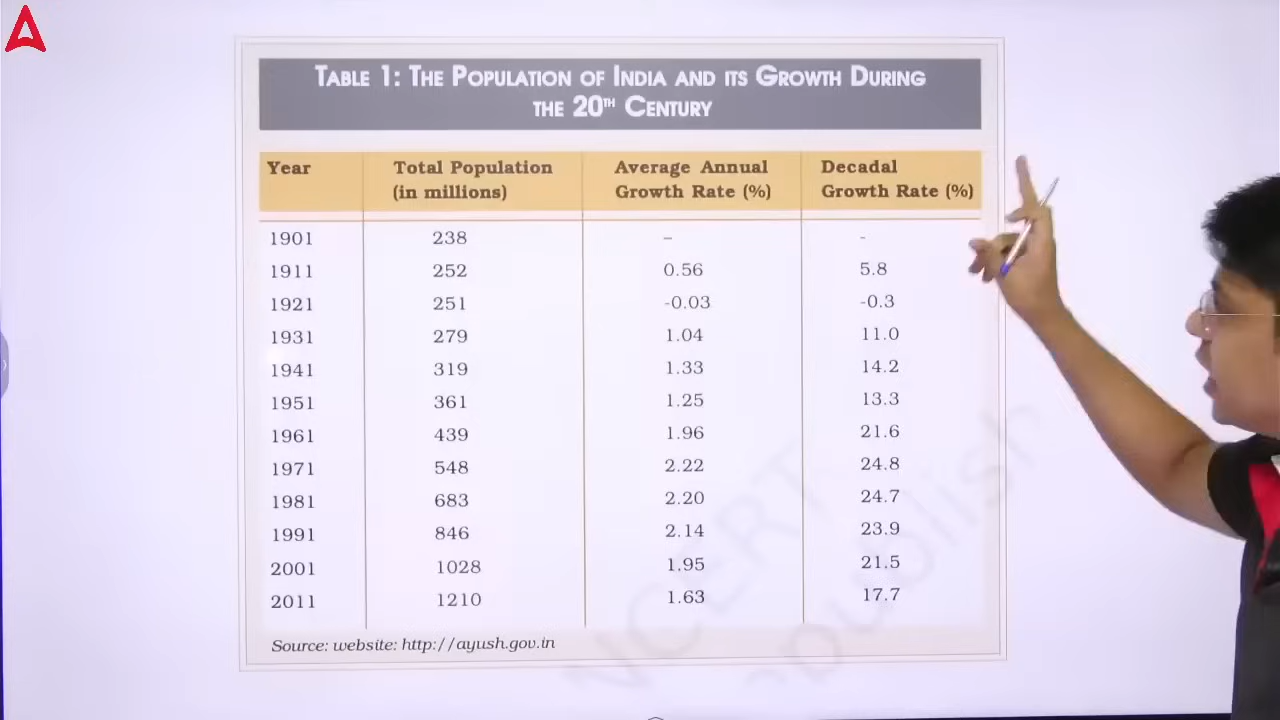 TABLE 1: THE POPULATION OF INDIA AND ITS GROWTH DURING
THE 20TH CENTURY
Year Total Population (in millions) Average Annual Growth Rate (%) Decadal Growth Rate (%)
1901 238 – -
1911 252 0.56 5.8
1921 251 -0.03 -0.3
1931 279 1.04 11.0
1941 319 1.33 14.2
1951 361 1.25 13.3
1961 439 1.96 21.6
1971 548 2.22 24.8
1981 683 2.20 24.7
1991 846 2.14 23.9
2001 1028 1.95 21.5
2011 1210 1.63 17.7
Source: website: http://ayush.gov.in
NCERT